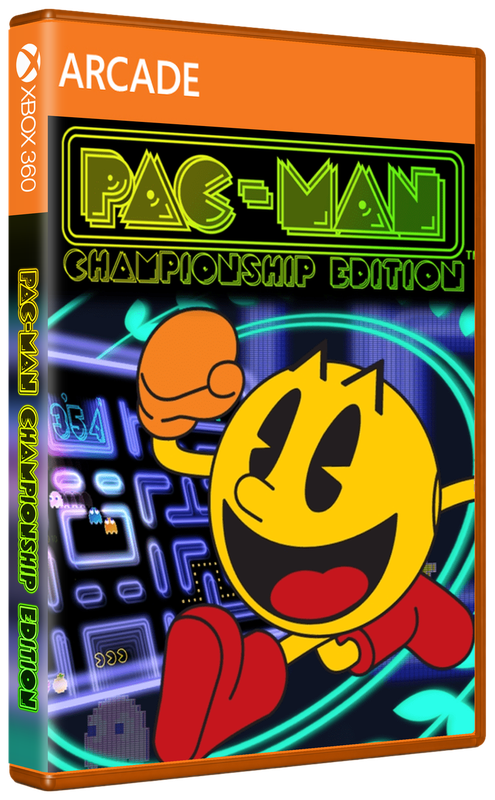 XBOX 360
ARCADE
PAC-MAN
CHAMPIONSHIP EDITION™
PAC-MAN CHAMPIONSHIP EDITION
354